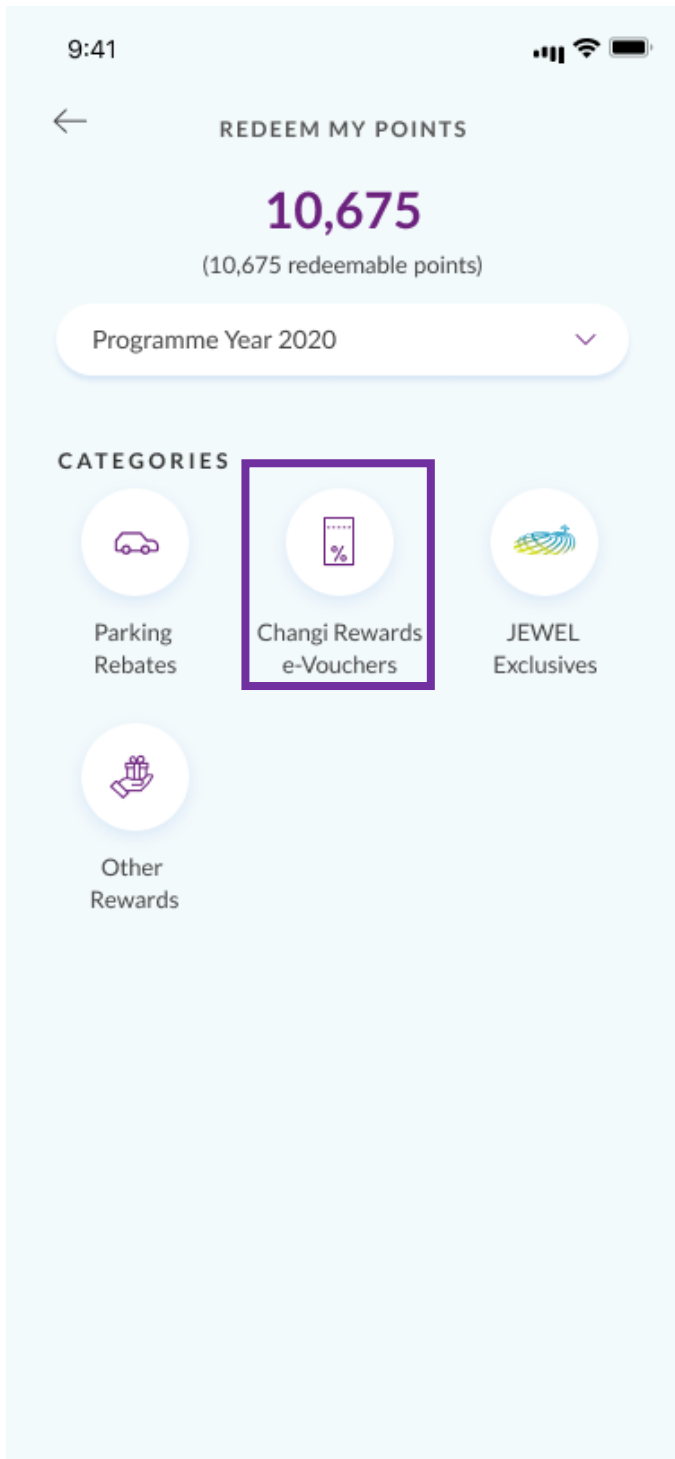 9:41
REDEEM MY POINTS
10,675
(10,675 redeemable points)
Programme Year 2020
CATEGORIES
%
Parking
Rebates
Changi Rewards
e-Vouchers
JEWEL
Exclusives
Other
Rewards